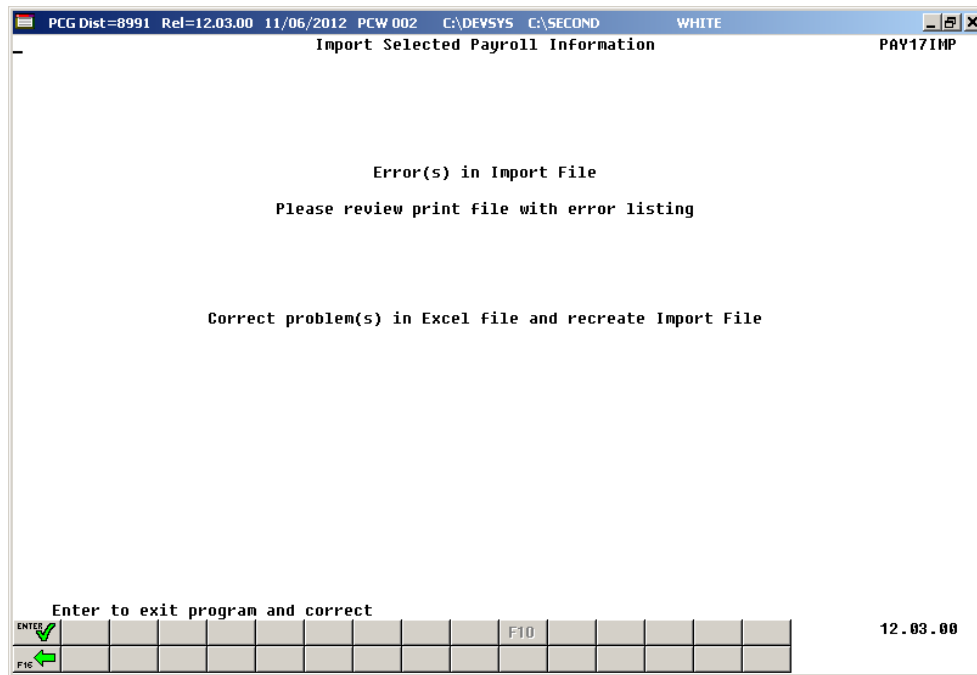 PCG Dist=8991 Rel=12.03.00 11/06/2012 PCW 002 C:\DEVSYS C:\SECOND WHITE
Import Selected Payroll Information PAY17IMP
Error(s) in Import File
Please review print file with error listing
Correct problem(s) in Excel file and recreate Import File
Enter to exit program and correct
ENTER F10 12.03.00
F16